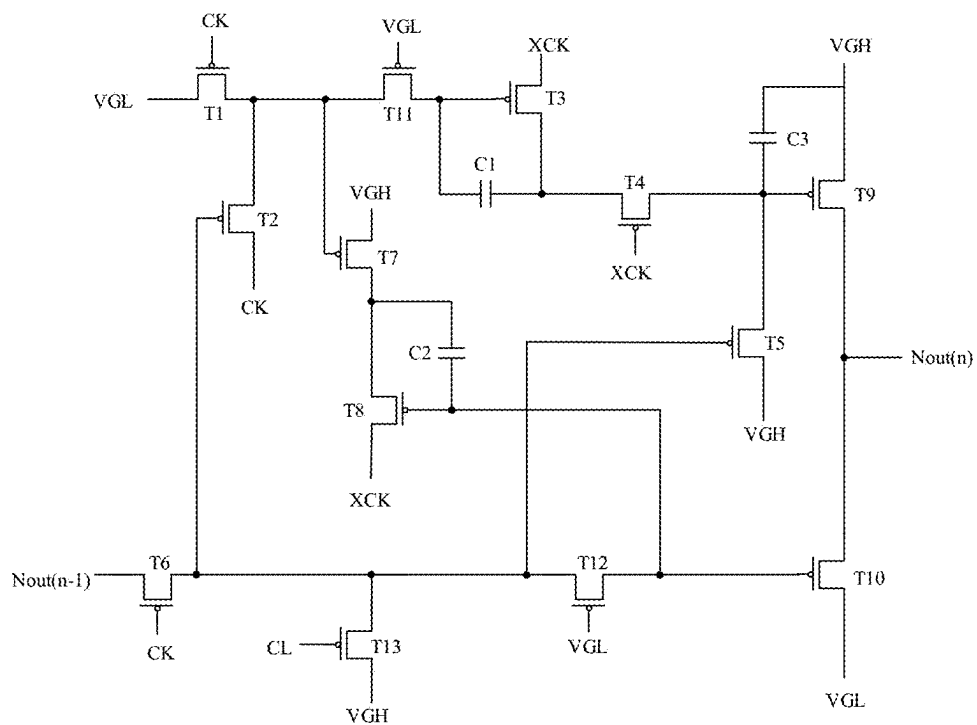 CK
VGL
XCK
VGH
VGL
T1
T11
T3
C3
C1
T4
T9
VGH
T2
T7
XCK
CK
C2
T5
Nout(n)
T8
VGH
XCK
T6
T12
Nout(n-1)
T10
CK
CL
T13
VGL
VGH
VGL